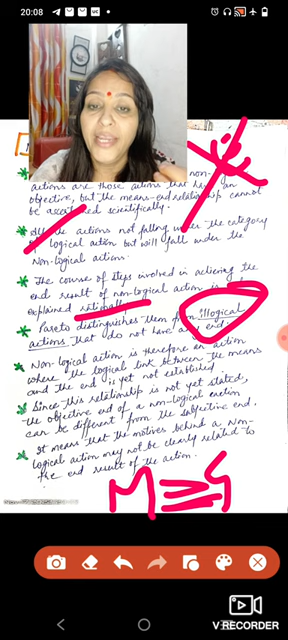 20:08
non-
actions are those actions that have an
objective, but the means-end relationship cannot
be ascertained scientifically.
All the actions not falling under the category
logical action but will fall under the
Non-logical actions.
The course of steps involved in achieving the
end result of non-logical action is
explained rationally
Pareto distinguishes them from illogical
actions that do not have any end.
Non-logical action is therefore an action
where the logical link between the means
and the end is yet not established.
Since this relationship is not yet stated,
the objective end of a non-logical action
can be different from the subjective end.
It means that the motives behind a Non-
logical action may not be clearly related to
the end result of the action.
V RECORDER